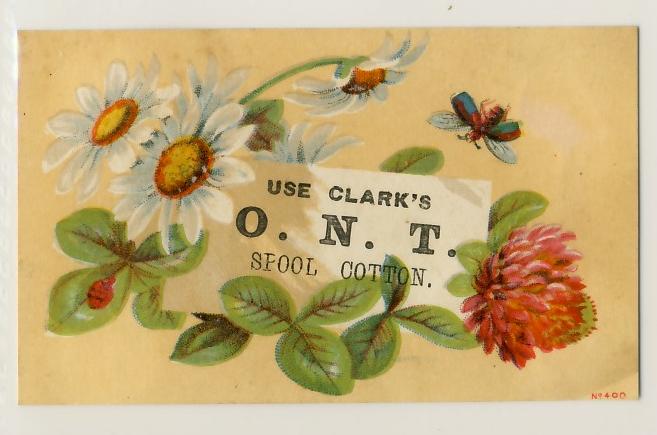 USE CLARK'S
O. N. T.
SPOOL COTTON.
Nº 400